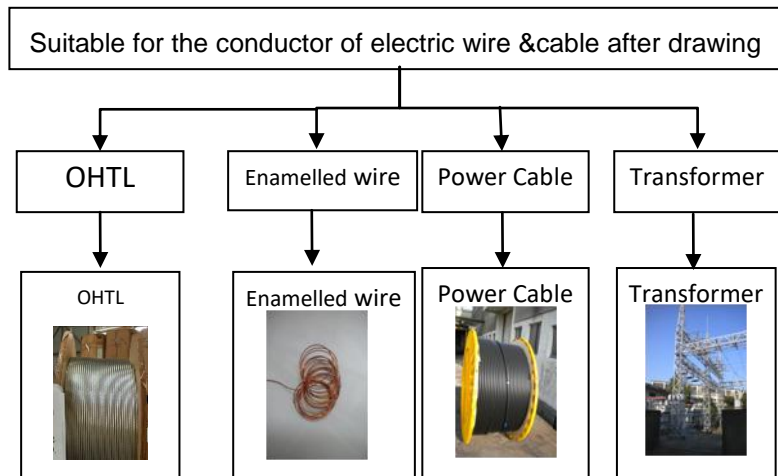 Suitable for the conductor of electric wire &cable after drawing
OHTL
Enamelled wire
Power Cable
Transformer
OHTL
Enamelled wire
Power Cable
Transformer